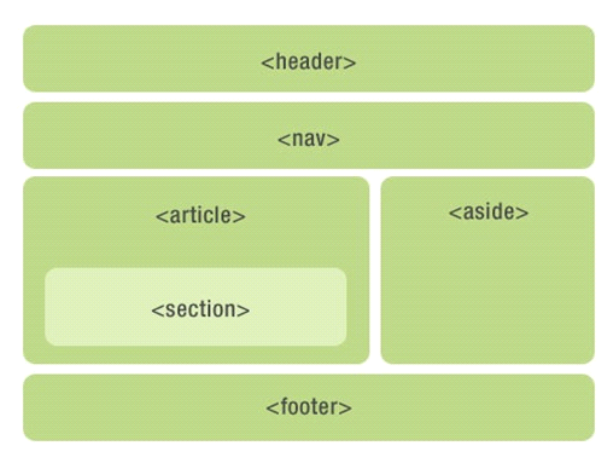 <header>
<nav>
<article>
<aside>
<section>
<footer>